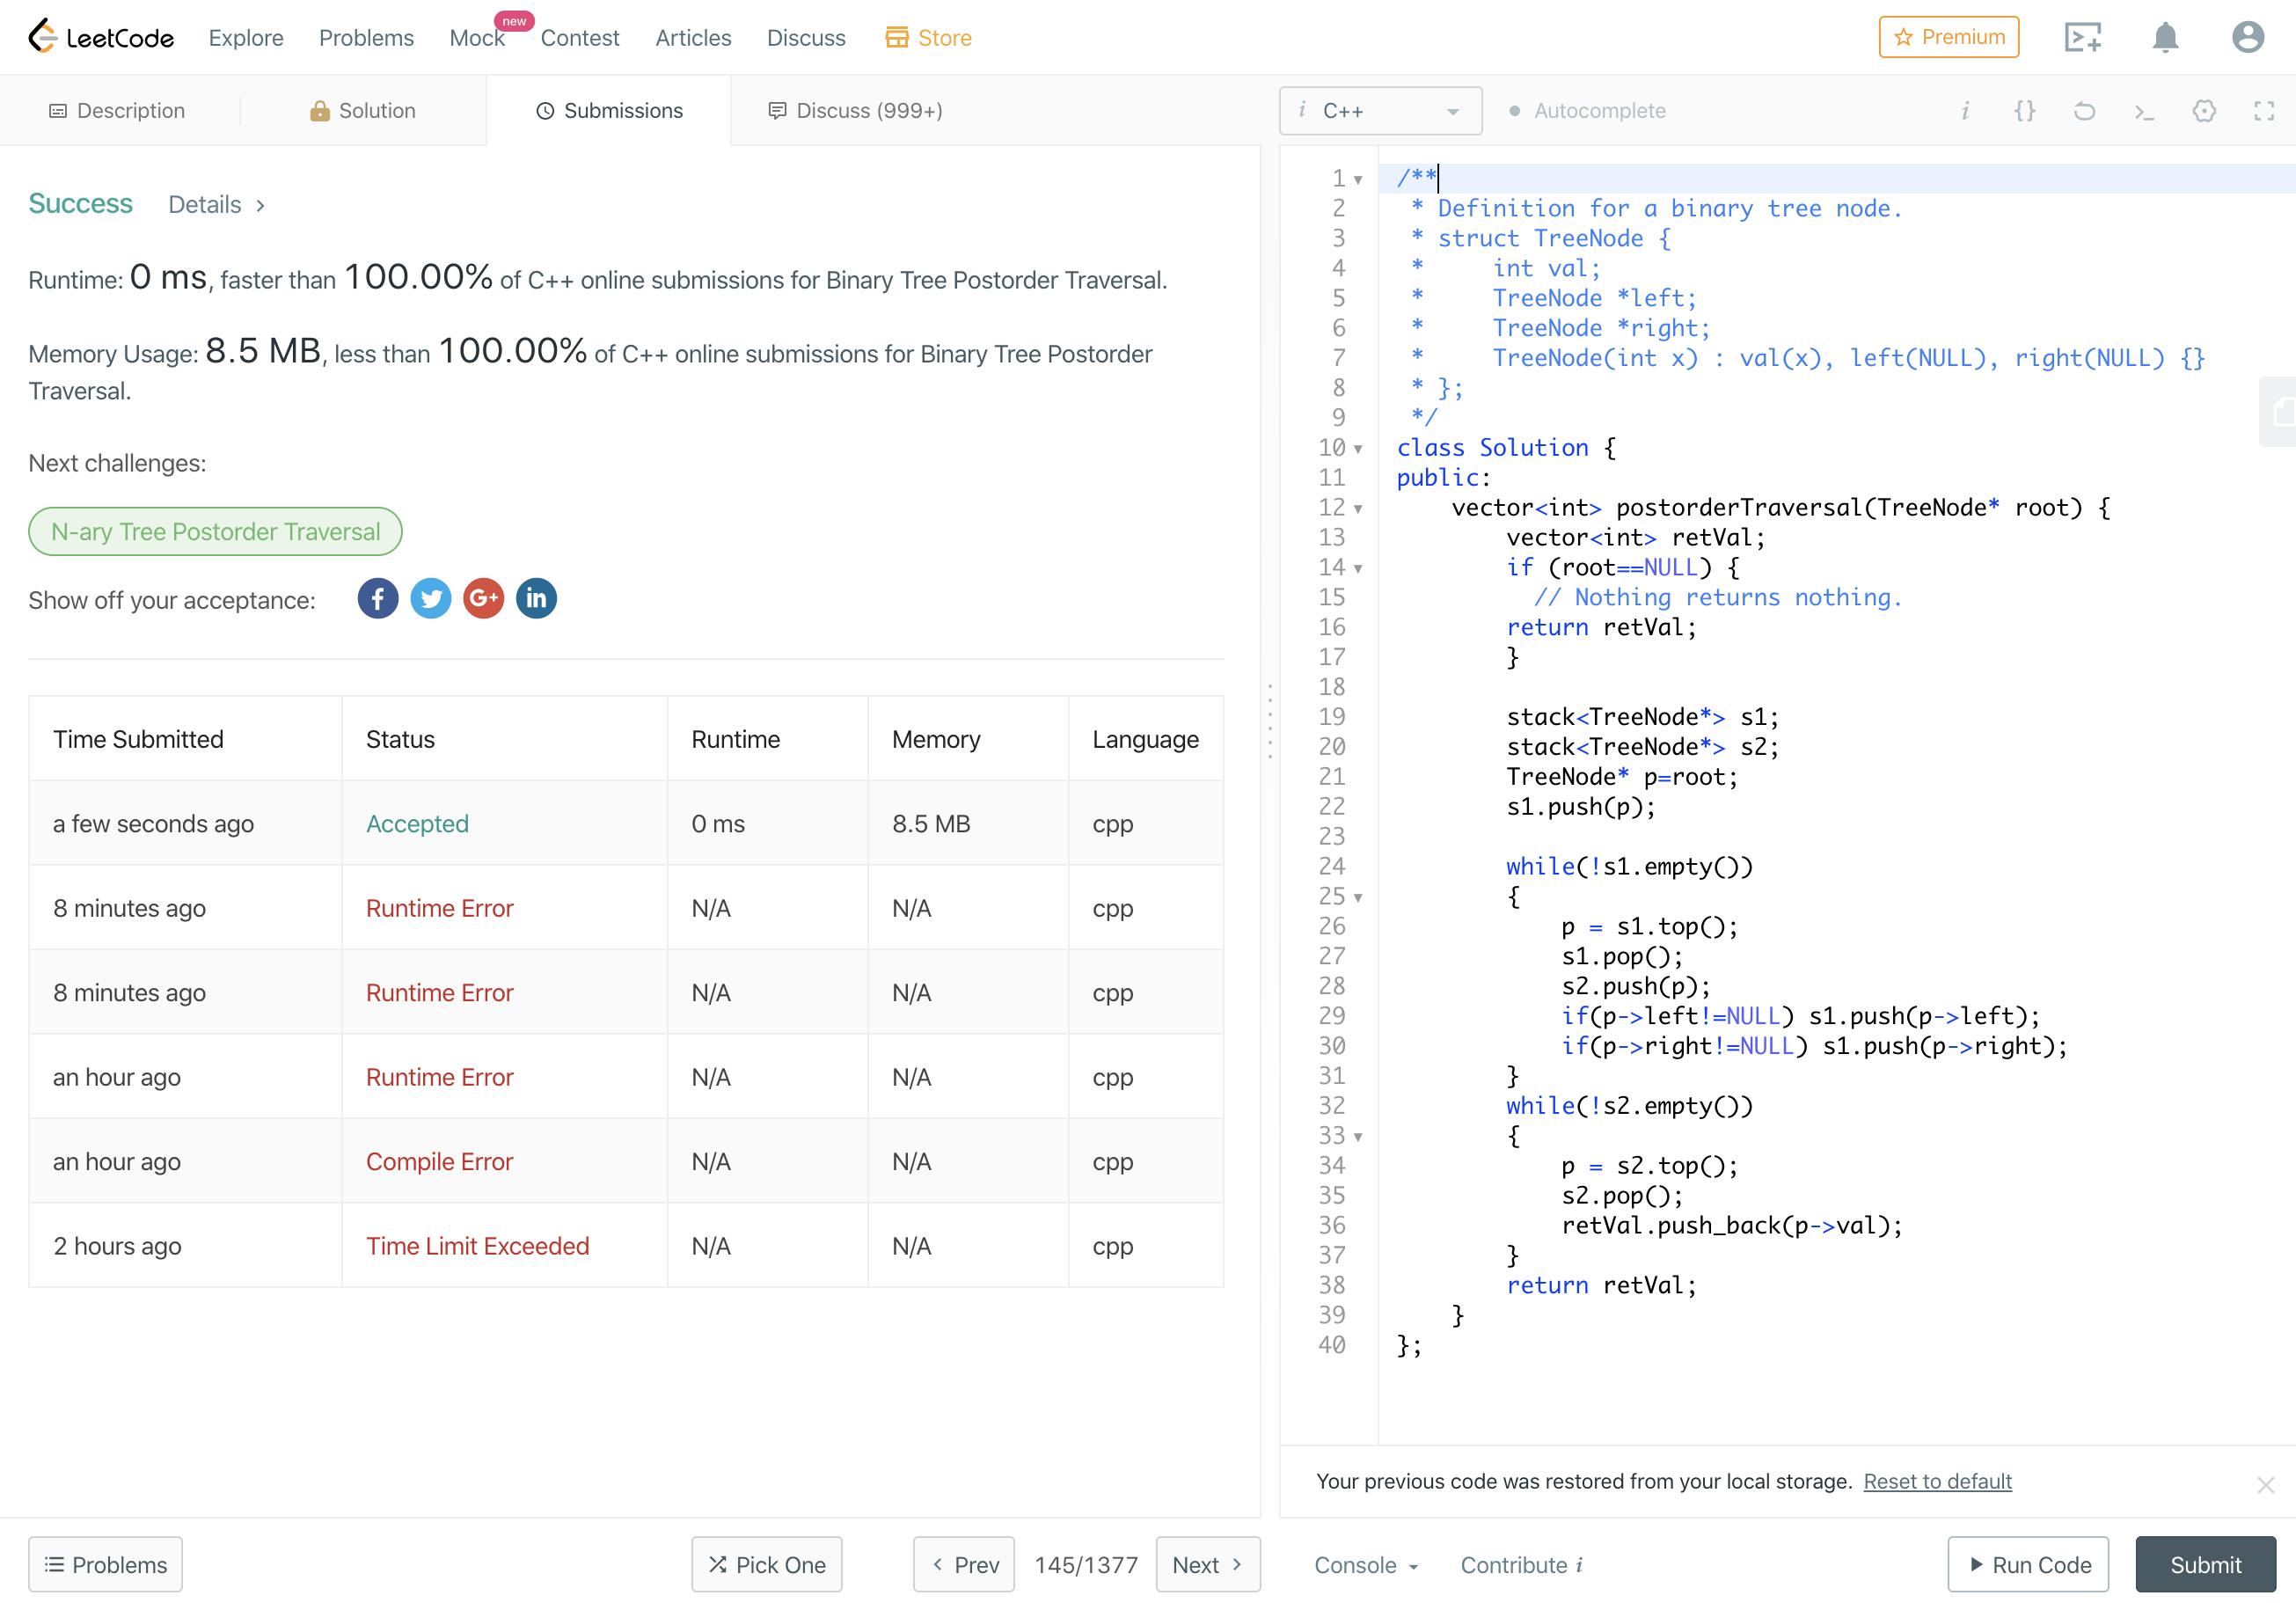 LeetCode Explore Problems Mock new Contest Articles Discuss Store Premium
Description Solution Submissions Discuss (999+)
Success Details >
Runtime: 0 ms, faster than 100.00% of C++ online submissions for Binary Tree Postorder Traversal.
Memory Usage: 8.5 MB, less than 100.00% of C++ online submissions for Binary Tree Postorder
Traversal.
Next challenges:
N-ary Tree Postorder Traversal
Show off your acceptance: f G+ in
Time Submitted Status Runtime Memory Language
a few seconds ago Accepted 0 ms 8.5 MB cpp
8 minutes ago Runtime Error N/A N/A cpp
8 minutes ago Runtime Error N/A N/A cpp
an hour ago Runtime Error N/A N/A cpp
an hour ago Compile Error N/A N/A cpp
2 hours ago Time Limit Exceeded N/A N/A cpp
Problems Pick One < Prev 145/1377 Next >
i C++ Autocomplete i {} >_
1 /**
2  * Definition for a binary tree node.
3  * struct TreeNode {
4  *     int val;
5  *     TreeNode *left;
6  *     TreeNode *right;
7  *     TreeNode(int x) : val(x), left(NULL), right(NULL) {}
8  * };
9  */
10 class Solution {
11 public:
12     vector<int> postorderTraversal(TreeNode* root) {
13         vector<int> retVal;
14         if (root==NULL) {
15           // Nothing returns nothing.
16         return retVal;
17         }
18
19         stack<TreeNode*> s1;
20         stack<TreeNode*> s2;
21         TreeNode* p=root;
22         s1.push(p);
23
24         while(!s1.empty())
25         {
26             p = s1.top();
27             s1.pop();
28             s2.push(p);
29             if(p->left!=NULL) s1.push(p->left);
30             if(p->right!=NULL) s1.push(p->right);
31         }
32         while(!s2.empty())
33         {
34             p = s2.top();
35             s2.pop();
36             retVal.push_back(p->val);
37         }
38         return retVal;
39     }
40 };
Your previous code was restored from your local storage. Reset to default
Console Contribute i Run Code Submit